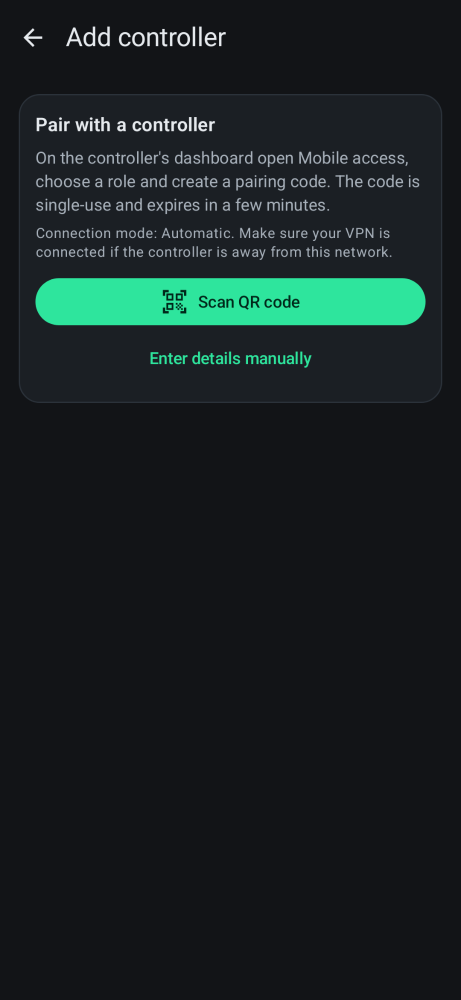 Add controller
Pair with a controller
On the controller's dashboard open Mobile access,
choose a role and create a pairing code. The code is
single-use and expires in a few minutes.
Connection mode: Automatic. Make sure your VPN is
connected if the controller is away from this network.
Scan QR code
Enter details manually